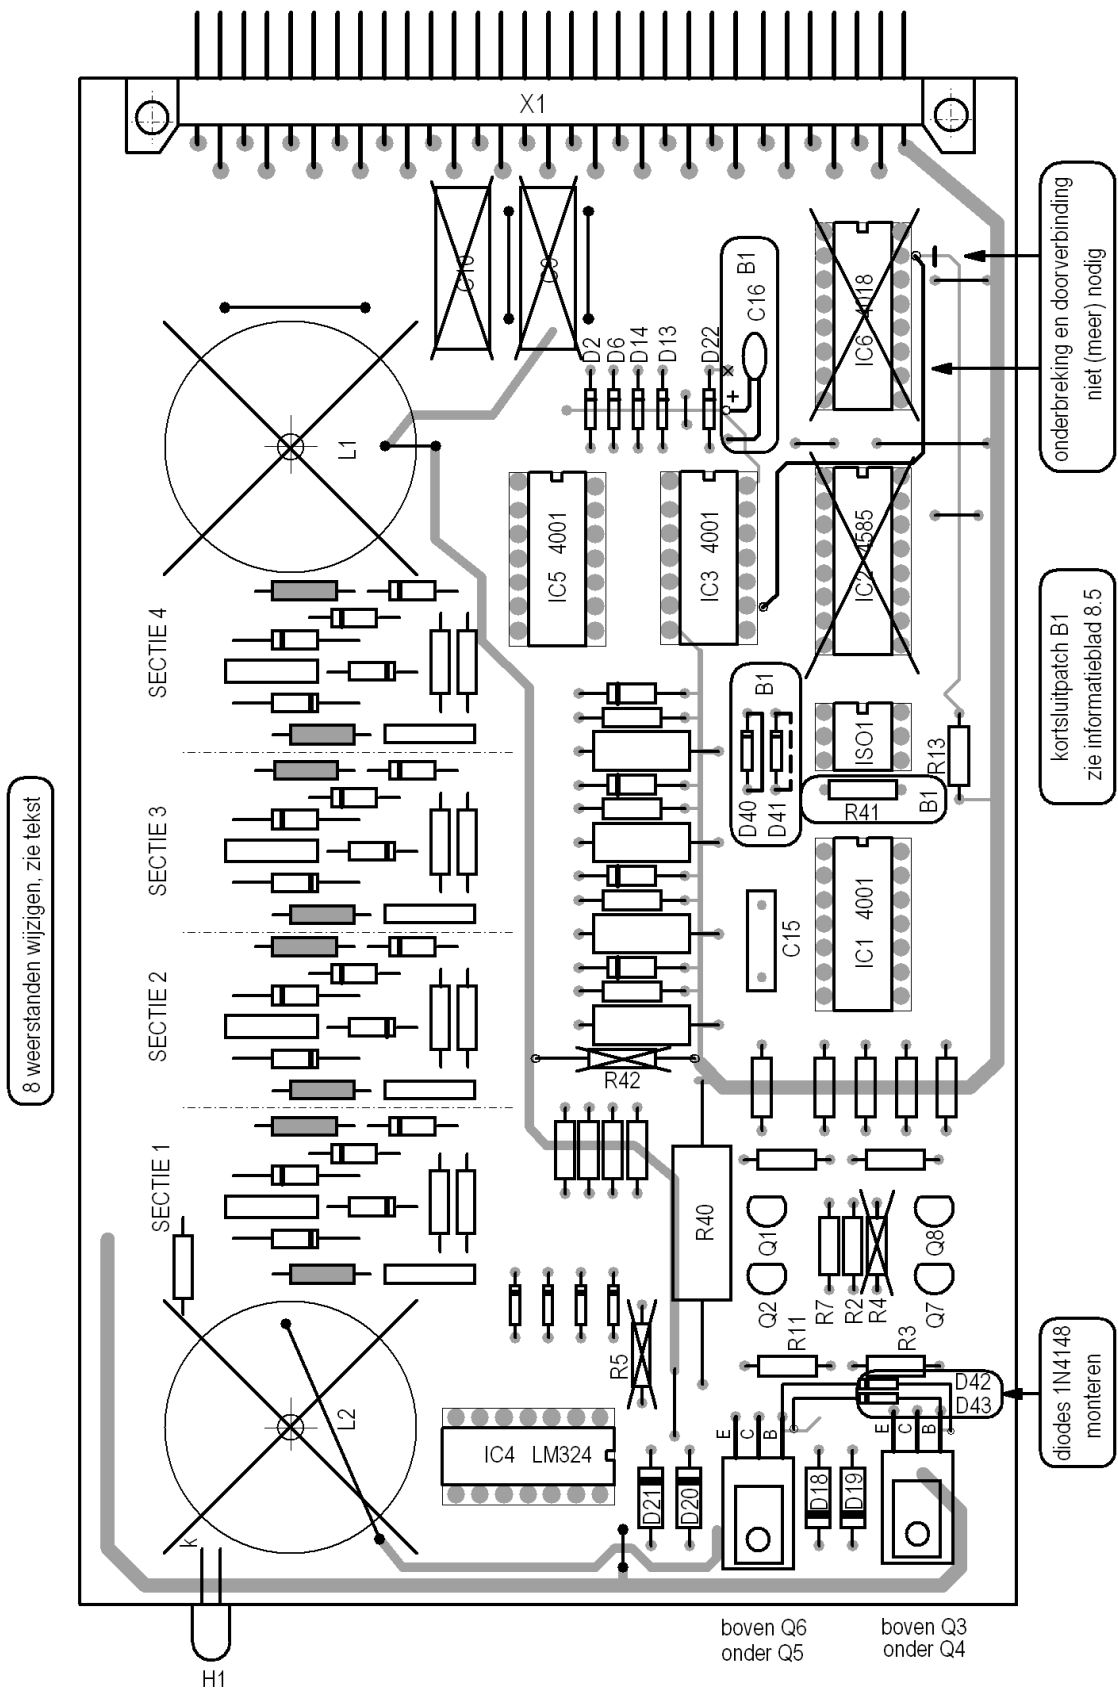 X1
C10
C9
L1
D2
D6
D14
D13
D22
C16
B1
+
IC6 4018
onderbreking en doorverbinding
niet (meer) nodig
IC5 4001
IC3 4001
IC2 4585
kortsluitpatch B1
zie informatieblad 8.5
SECTIE 4
SECTIE 3
SECTIE 2
SECTIE 1
8 weerstanden wijzigen, zie tekst
B1
D40
D41
ISO1
R13
R41
B1
C15
IC1 4001
R42
R40
Q1
Q2
R7
R2
R4
Q8
Q7
R5
R11
R3
D42
D43
diodes 1N4148
monteren
L2
k
IC4 LM324
D21
D20
E
C
B
D18
D19
E
C
B
boven Q6
onder Q5
boven Q3
onder Q4
H1